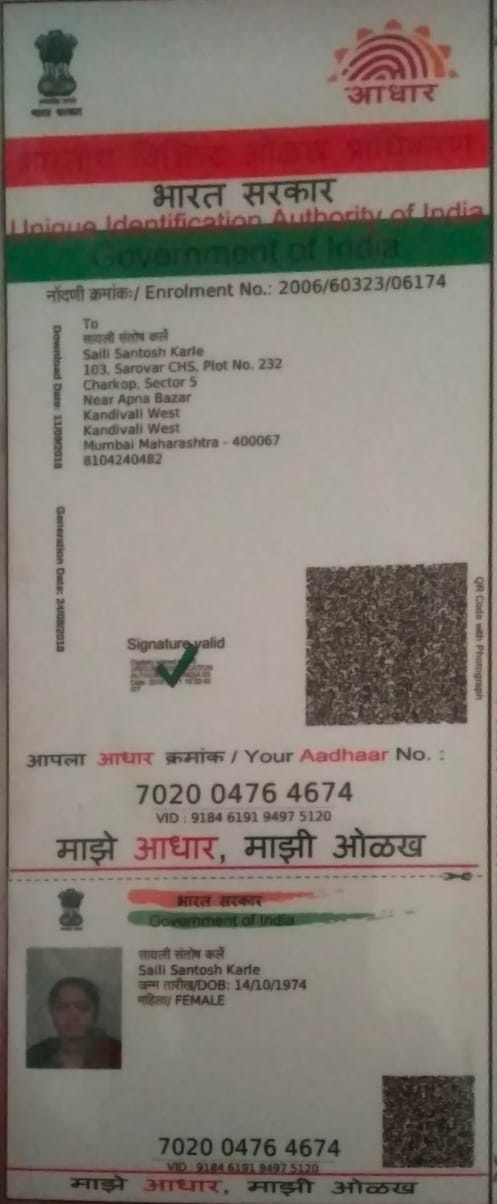 भारत सरकार
आधार
भारतीय विशिष्ट ओळख प्राधिकरण
भारत सरकार
Unique Identification Authority of India
Government of India
नोंदणी क्रमांक:/ Enrolment No.: 2006/60323/06174
To
सायली संतोष कर्ले
Saili Santosh Karle
103, Sarovar CHS, Plot No. 232
Charkop, Sector 5
Near Apna Bazar
Kandivali West
Kandivali West
Mumbai Maharashtra - 400067
8104240482
Download Date: 11/09/2018
Generation Date: 24/08/2018
QR Code with Photograph
Signature valid
आपला आधार क्रमांक / Your Aadhaar No. :
7020 0476 4674
VID : 9184 6191 9497 5120
माझे आधार, माझी ओळख
भारत सरकार
Government of India
सायली संतोष कर्ले
Saili Santosh Karle
जन्म तारीख/DOB: 14/10/1974
महिला/ FEMALE
7020 0476 4674
VID : 9184 6191 9497 5120
माझे आधार, माझी ओळख